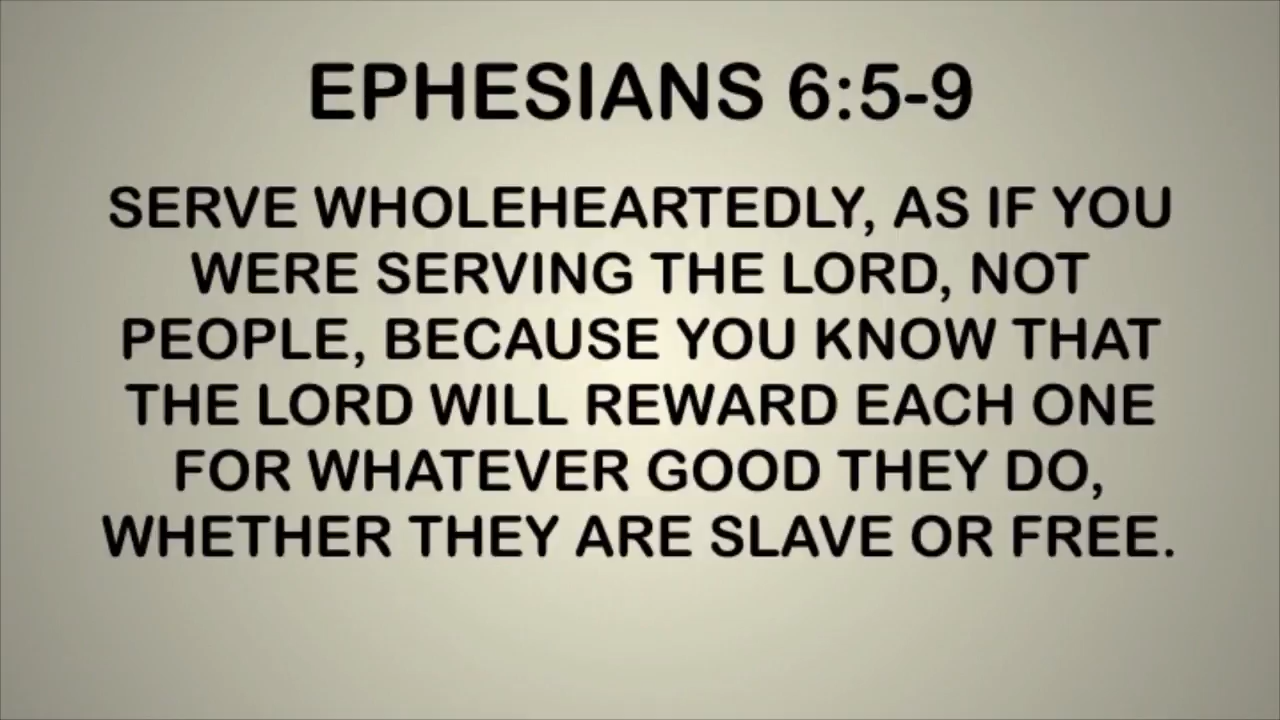 EPHESIANS 6:5-9
SERVE WHOLEHEARTEDLY, AS IF YOU
WERE SERVING THE LORD, NOT
PEOPLE, BECAUSE YOU KNOW THAT
THE LORD WILL REWARD EACH ONE
FOR WHATEVER GOOD THEY DO,
WHETHER THEY ARE SLAVE OR FREE.